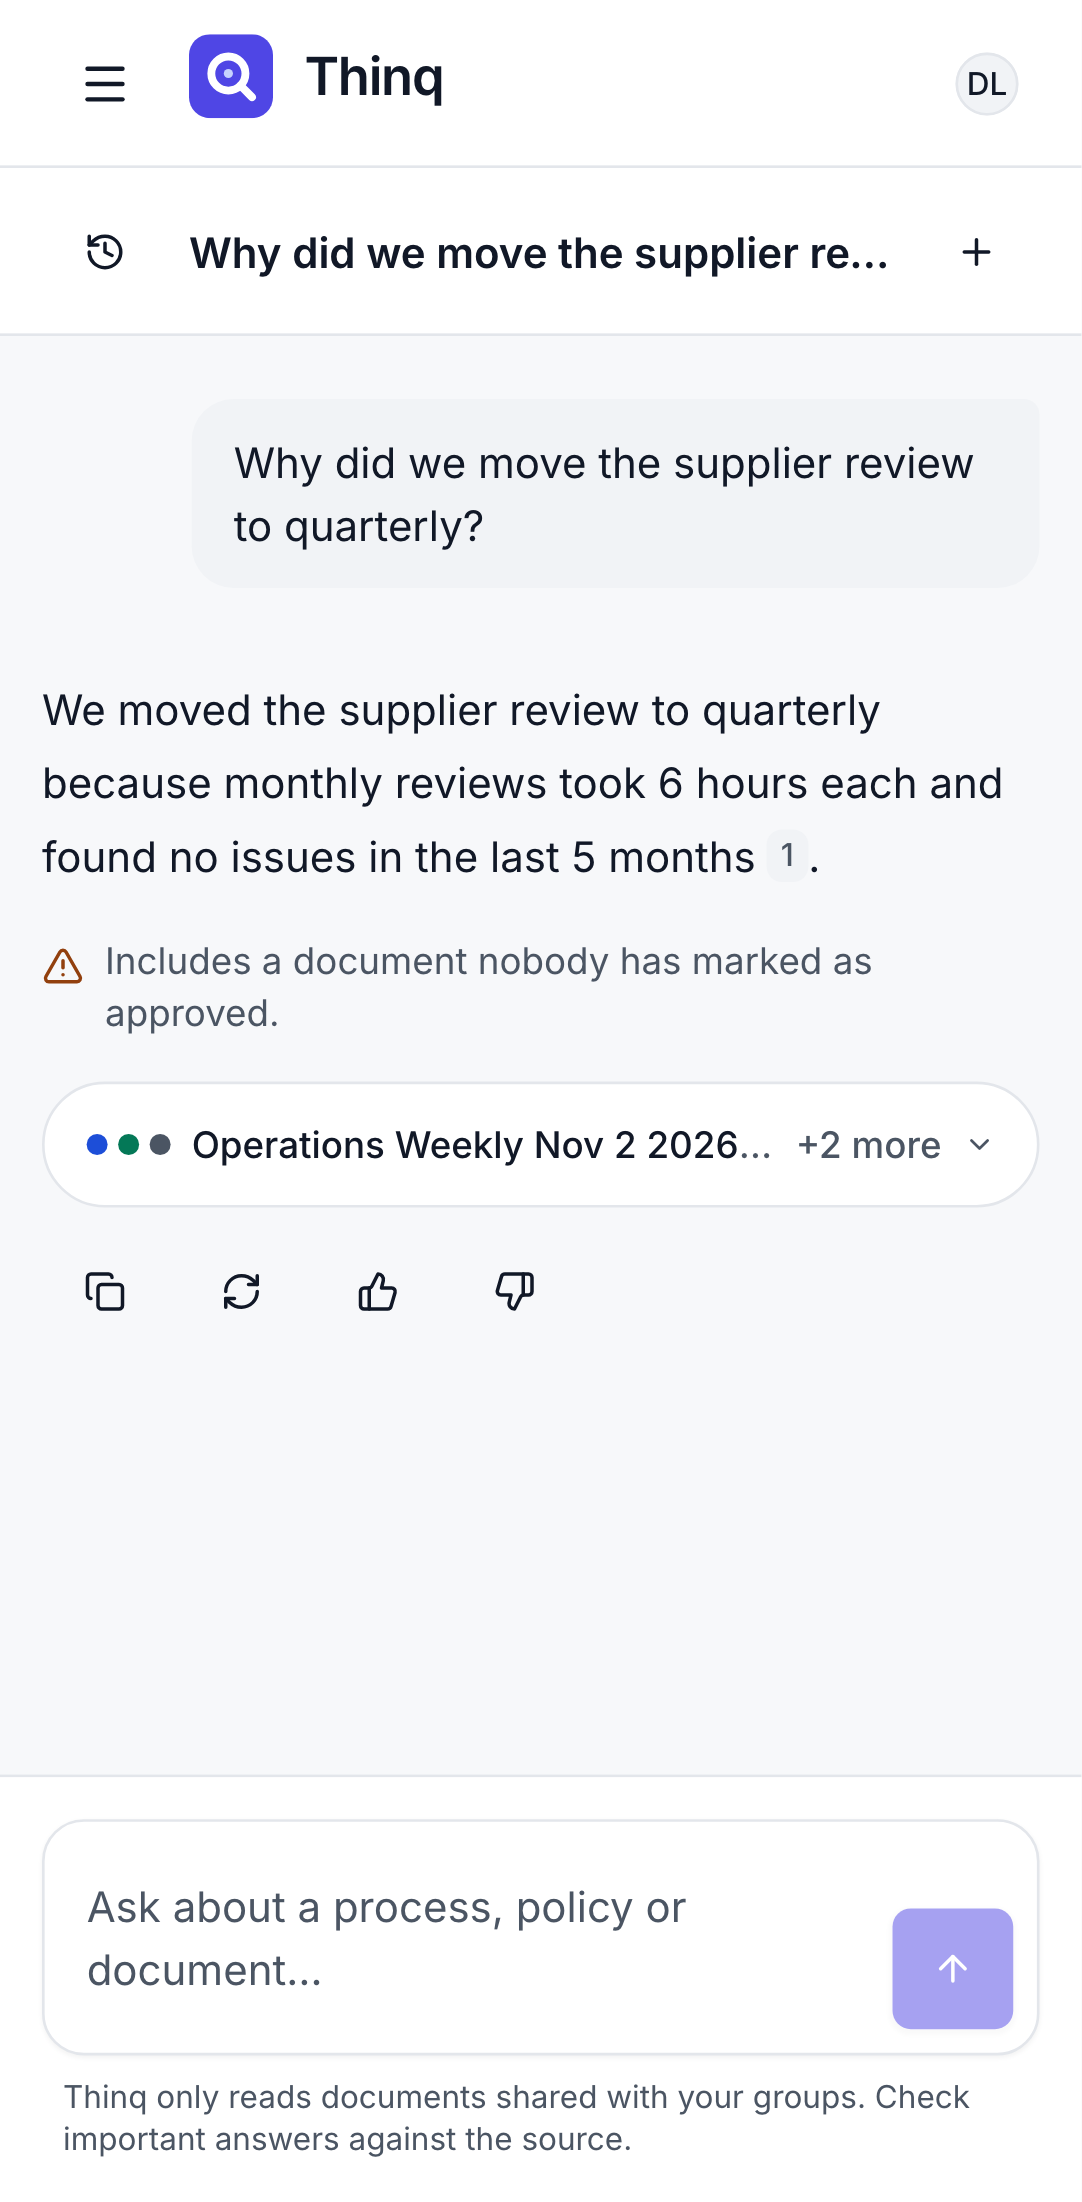 Thinq
DL
Why did we move the supplier re...
Why did we move the supplier review
to quarterly?
We moved the supplier review to quarterly
because monthly reviews took 6 hours each and
found no issues in the last 5 months 1.
Includes a document nobody has marked as
approved.
Operations Weekly Nov 2 2026... +2 more
Ask about a process, policy or
document...
Thinq only reads documents shared with your groups. Check
important answers against the source.